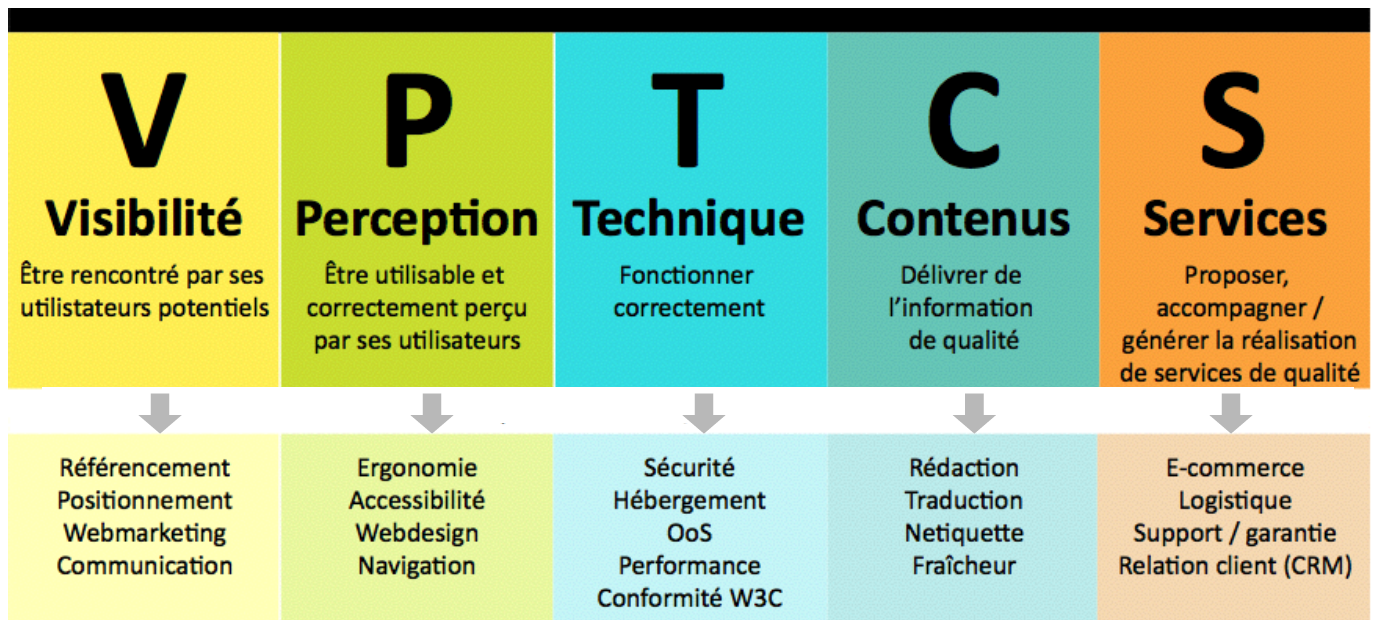 V
Visibilité
Être rencontré par ses
utilistateurs potentiels
Référencement
Positionnement
Webmarketing
Communication
P
Perception
Être utilisable et
correctement perçu
par ses utilisateurs
Ergonomie
Accessibilité
Webdesign
Navigation
T
Technique
Fonctionner
correctement
Sécurité
Hébergement
OoS
Performance
Conformité W3C
C
Contenus
Délivrer de
l'information
de qualité
Rédaction
Traduction
Netiquette
Fraîcheur
S
Services
Proposer,
accompagner /
générer la réalisation
de services de qualité
E-commerce
Logistique
Support / garantie
Relation client (CRM)